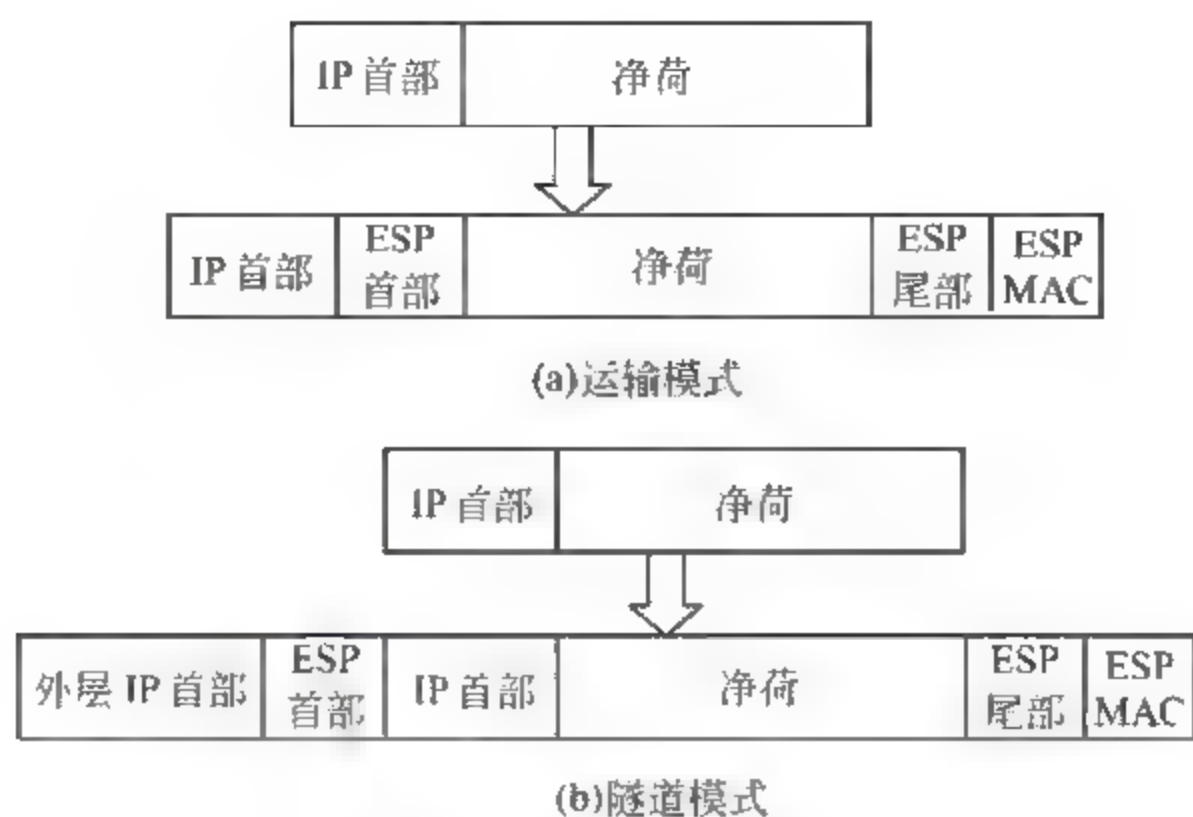 IP 首部 净荷
IP 首部 ESP 首部 净荷 ESP 尾部 ESP MAC
(a)运输模式
IP 首部 净荷
外层 IP 首部 ESP 首部 IP 首部 净荷 ESP 尾部 ESP MAC
(b)隧道模式